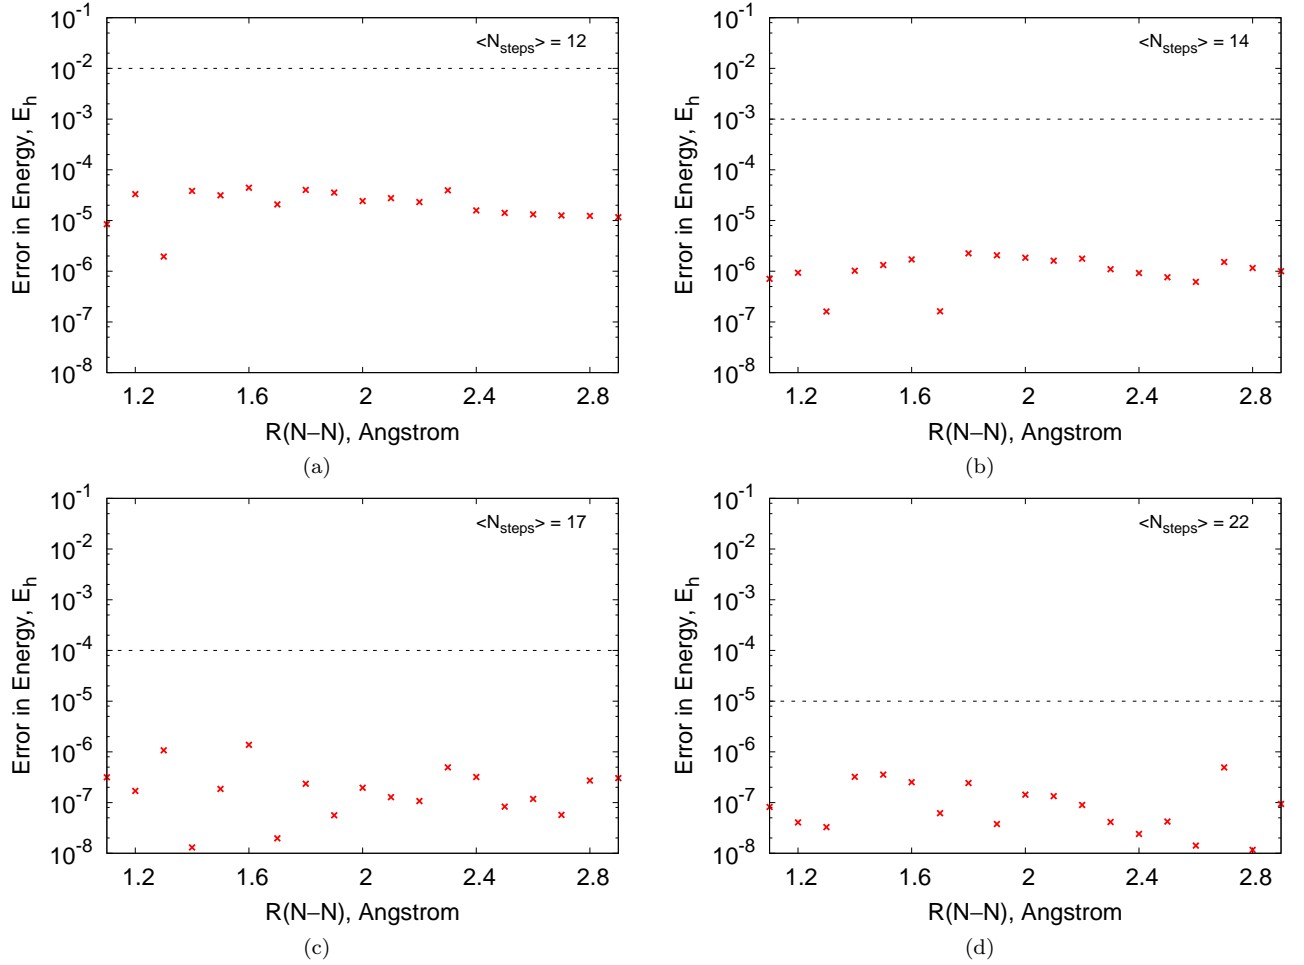 <N_steps> = 12
10^-1
10^-2
10^-3
10^-4
10^-5
10^-6
10^-7
10^-8
Error in Energy, E_h
1.2 1.6 2 2.4 2.8
R(N–N), Angstrom
(a)
<N_steps> = 14
10^-1
10^-2
10^-3
10^-4
10^-5
10^-6
10^-7
10^-8
Error in Energy, E_h
1.2 1.6 2 2.4 2.8
R(N–N), Angstrom
(b)
<N_steps> = 17
10^-1
10^-2
10^-3
10^-4
10^-5
10^-6
10^-7
10^-8
Error in Energy, E_h
1.2 1.6 2 2.4 2.8
R(N–N), Angstrom
(c)
<N_steps> = 22
10^-1
10^-2
10^-3
10^-4
10^-5
10^-6
10^-7
10^-8
Error in Energy, E_h
1.2 1.6 2 2.4 2.8
R(N–N), Angstrom
(d)